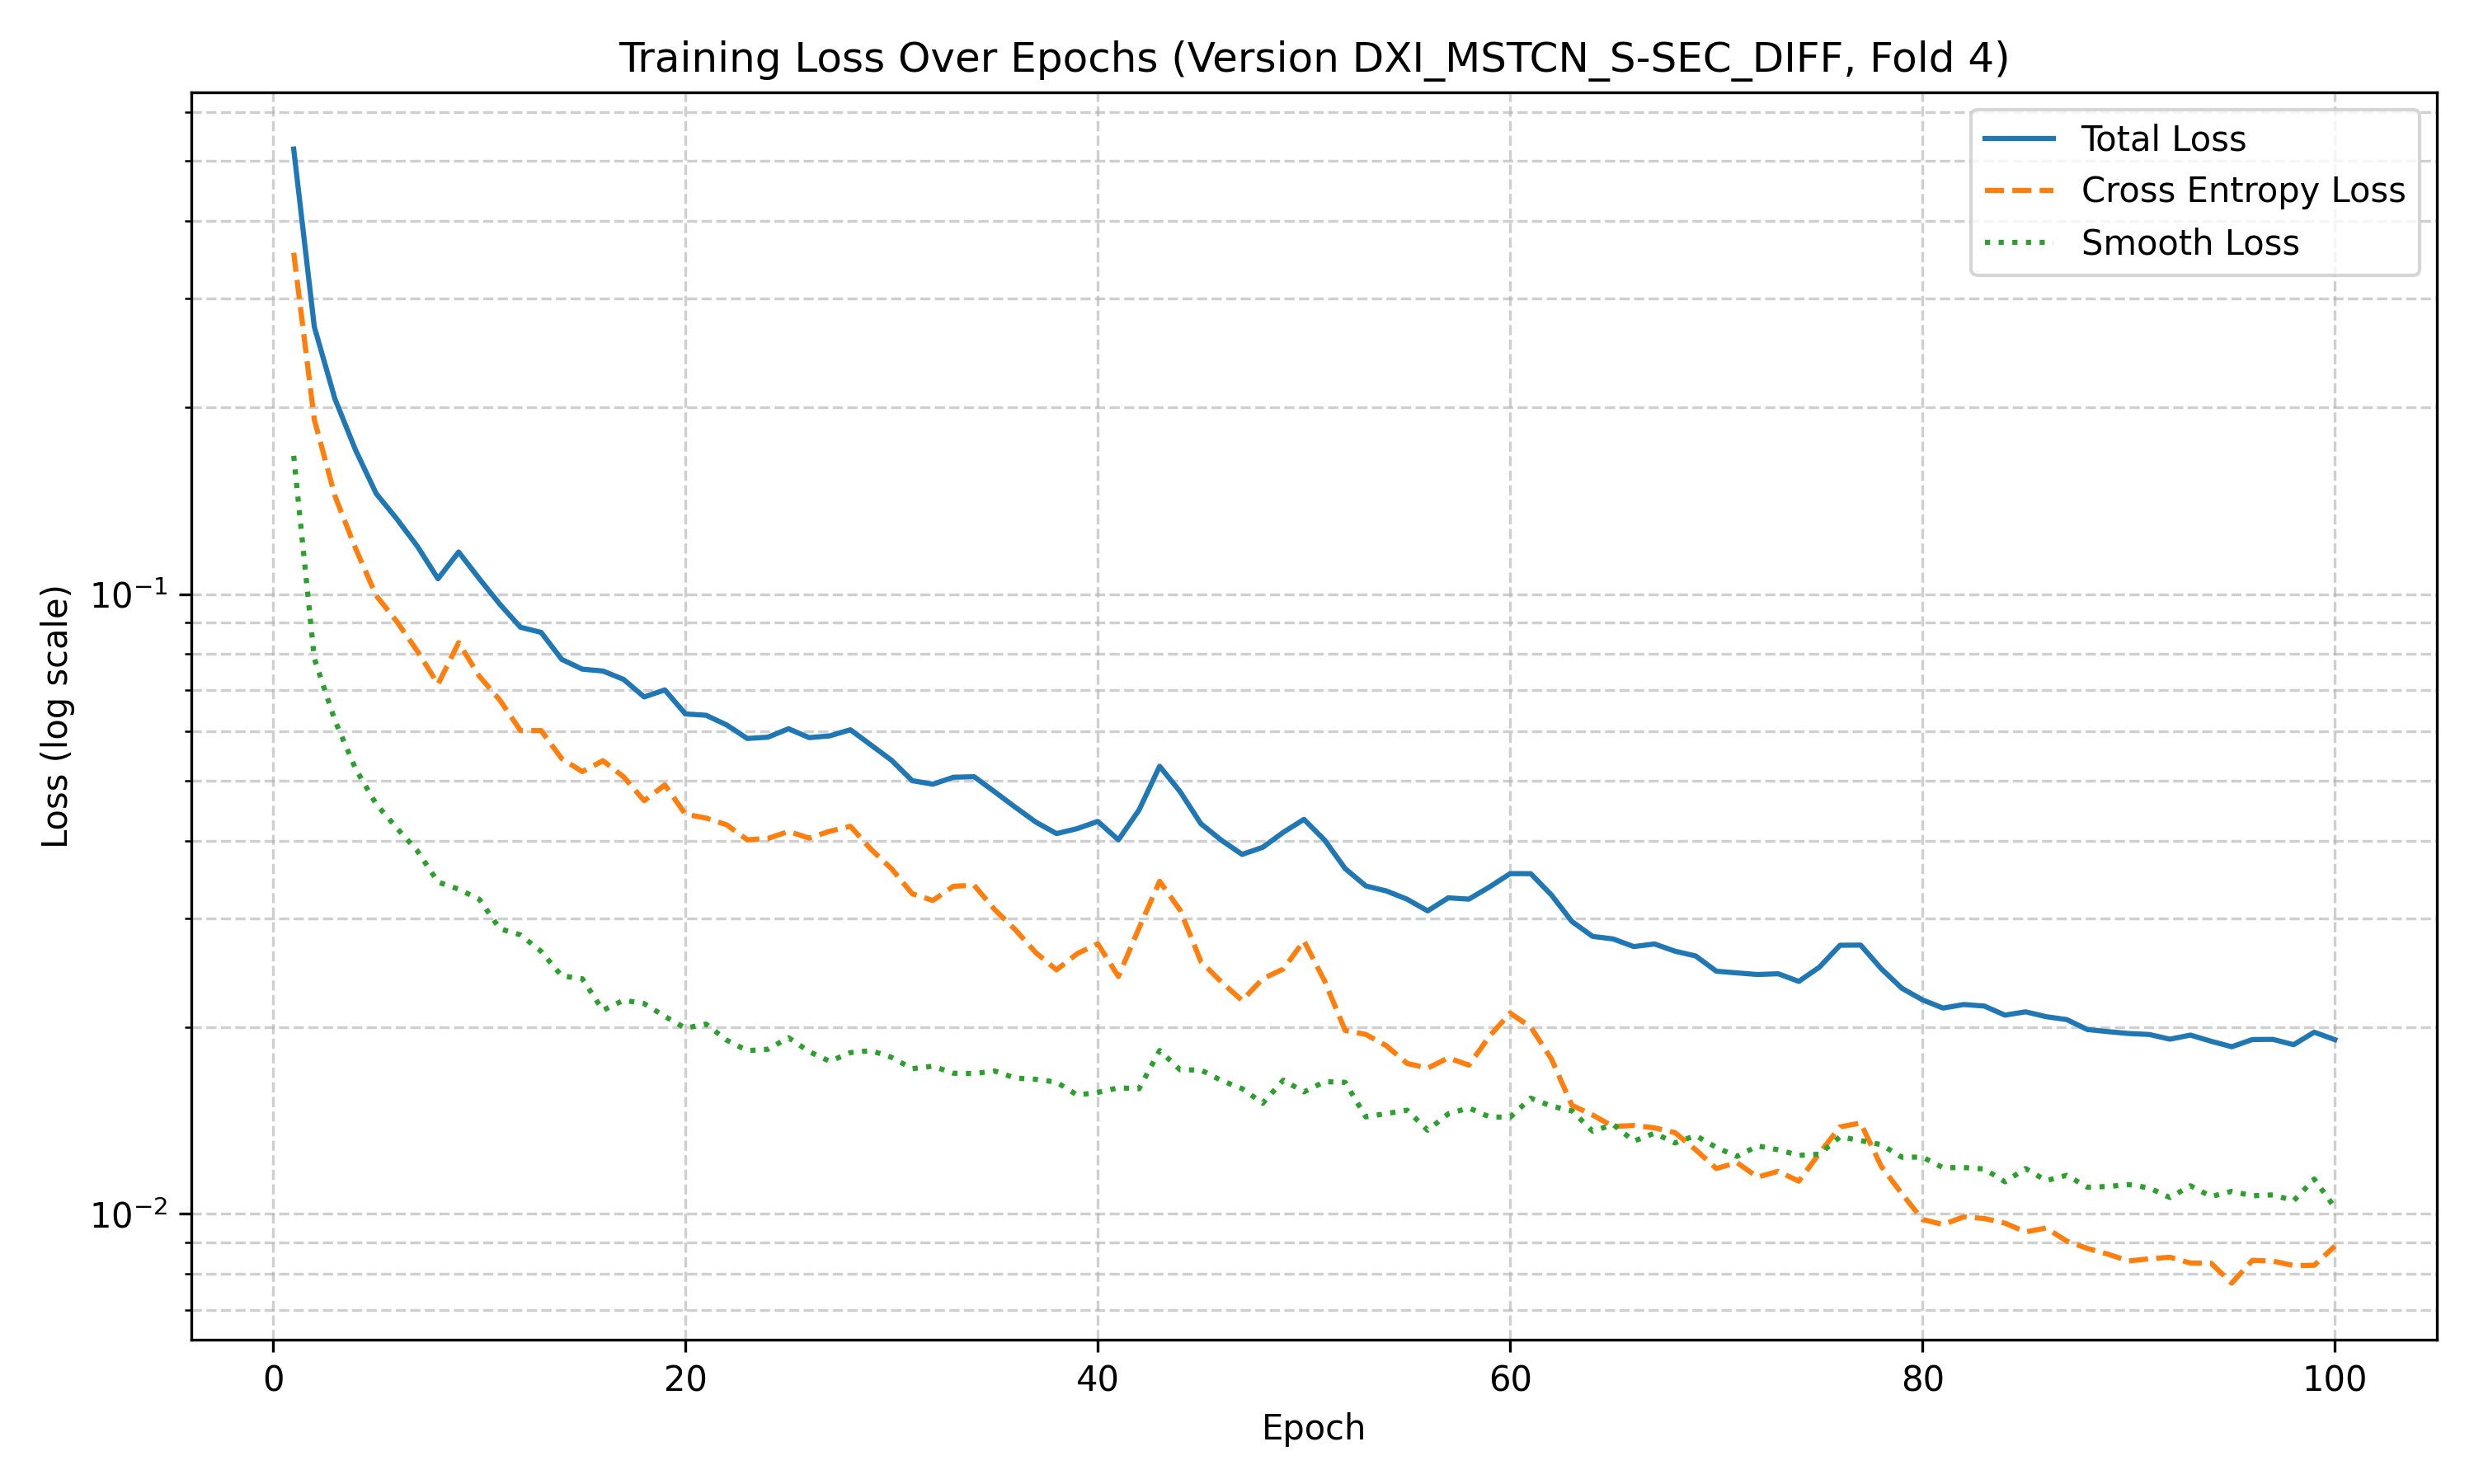 Training Loss Over Epochs (Version DXI_MSTCN_S-SEC_DIFF, Fold 4)
Total Loss
Cross Entropy Loss
Smooth Loss
Loss (log scale)
10⁻¹
10⁻²
0 20 40 60 80 100
Epoch